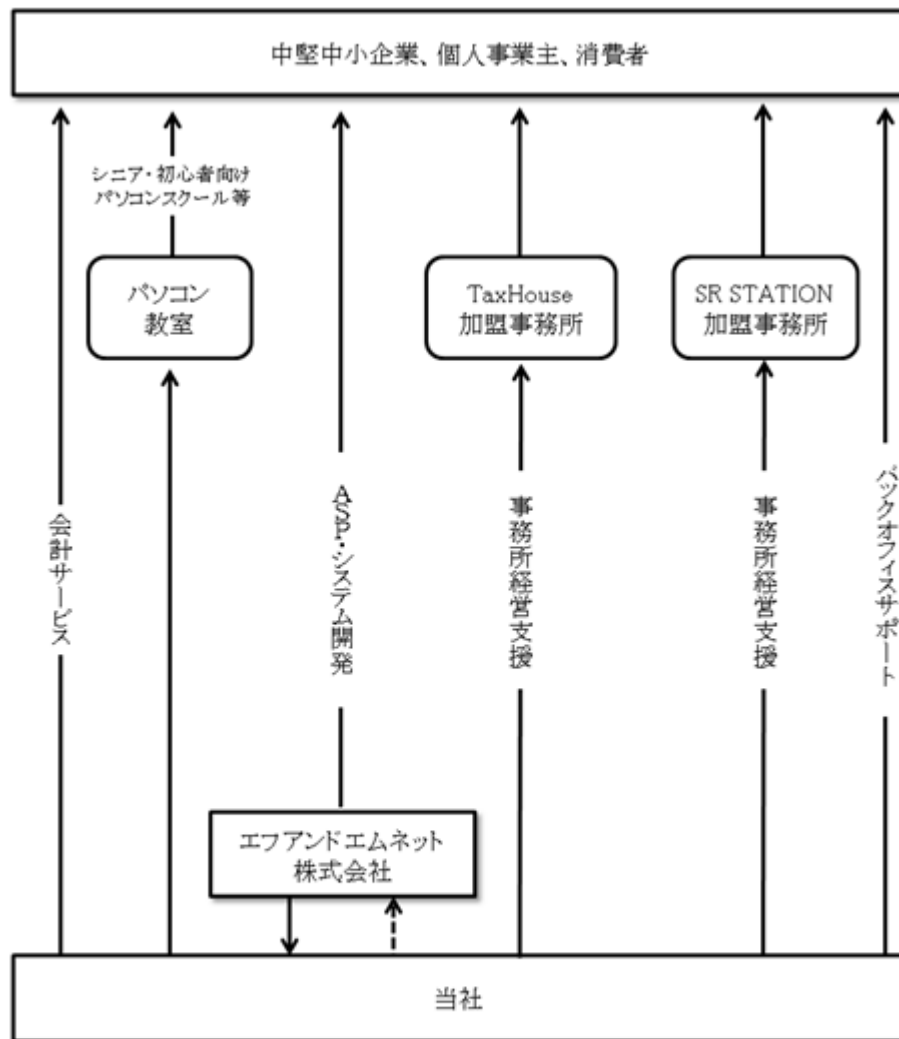 中堅中小企業、個人事業主、消費者
シニア・初心者向け
パソコンスクール等
パソコン
教室
TaxHouse
加盟事務所
SR STATION
加盟事務所
会計サービス
ASP・システム開発
事務所経営支援
事務所経営支援
バックオフィスサポート
エフアンドエムネット
株式会社
当社